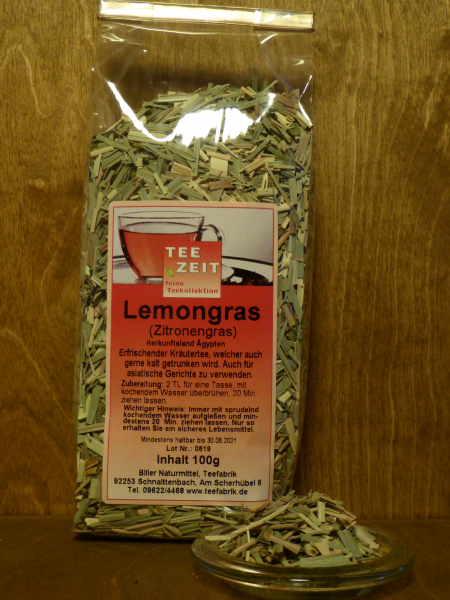 TEE
ZEIT
feine
Teekollektion
Lemongras
(Zitronengras)
Herkunftsland Ägypten
Erfrischender Kräutertee, welcher auch
gerne kalt getrunken wird. Auch für
asiatische Gerichte zu verwenden.
Zubereitung: 2 TL für eine Tasse, mit
kochendem Wasser überbrühen, 20 Min.
ziehen lassen.
Wichtiger Hinweis: Immer mit sprudelnd
kochendem Wasser aufgießen und min-
destens 20 Min. ziehen lassen. Nur so
erhalten Sie ein sicheres Lebensmittel.
Mindestens haltbar bis 30.06.2021
Lot Nr.: 0619
Inhalt 100g
Biller Naturmittel, Teefabrik
92253 Schnaittenbach, Am Scherhübel 6
Tel. 09622/4468 www.teefabrik.de